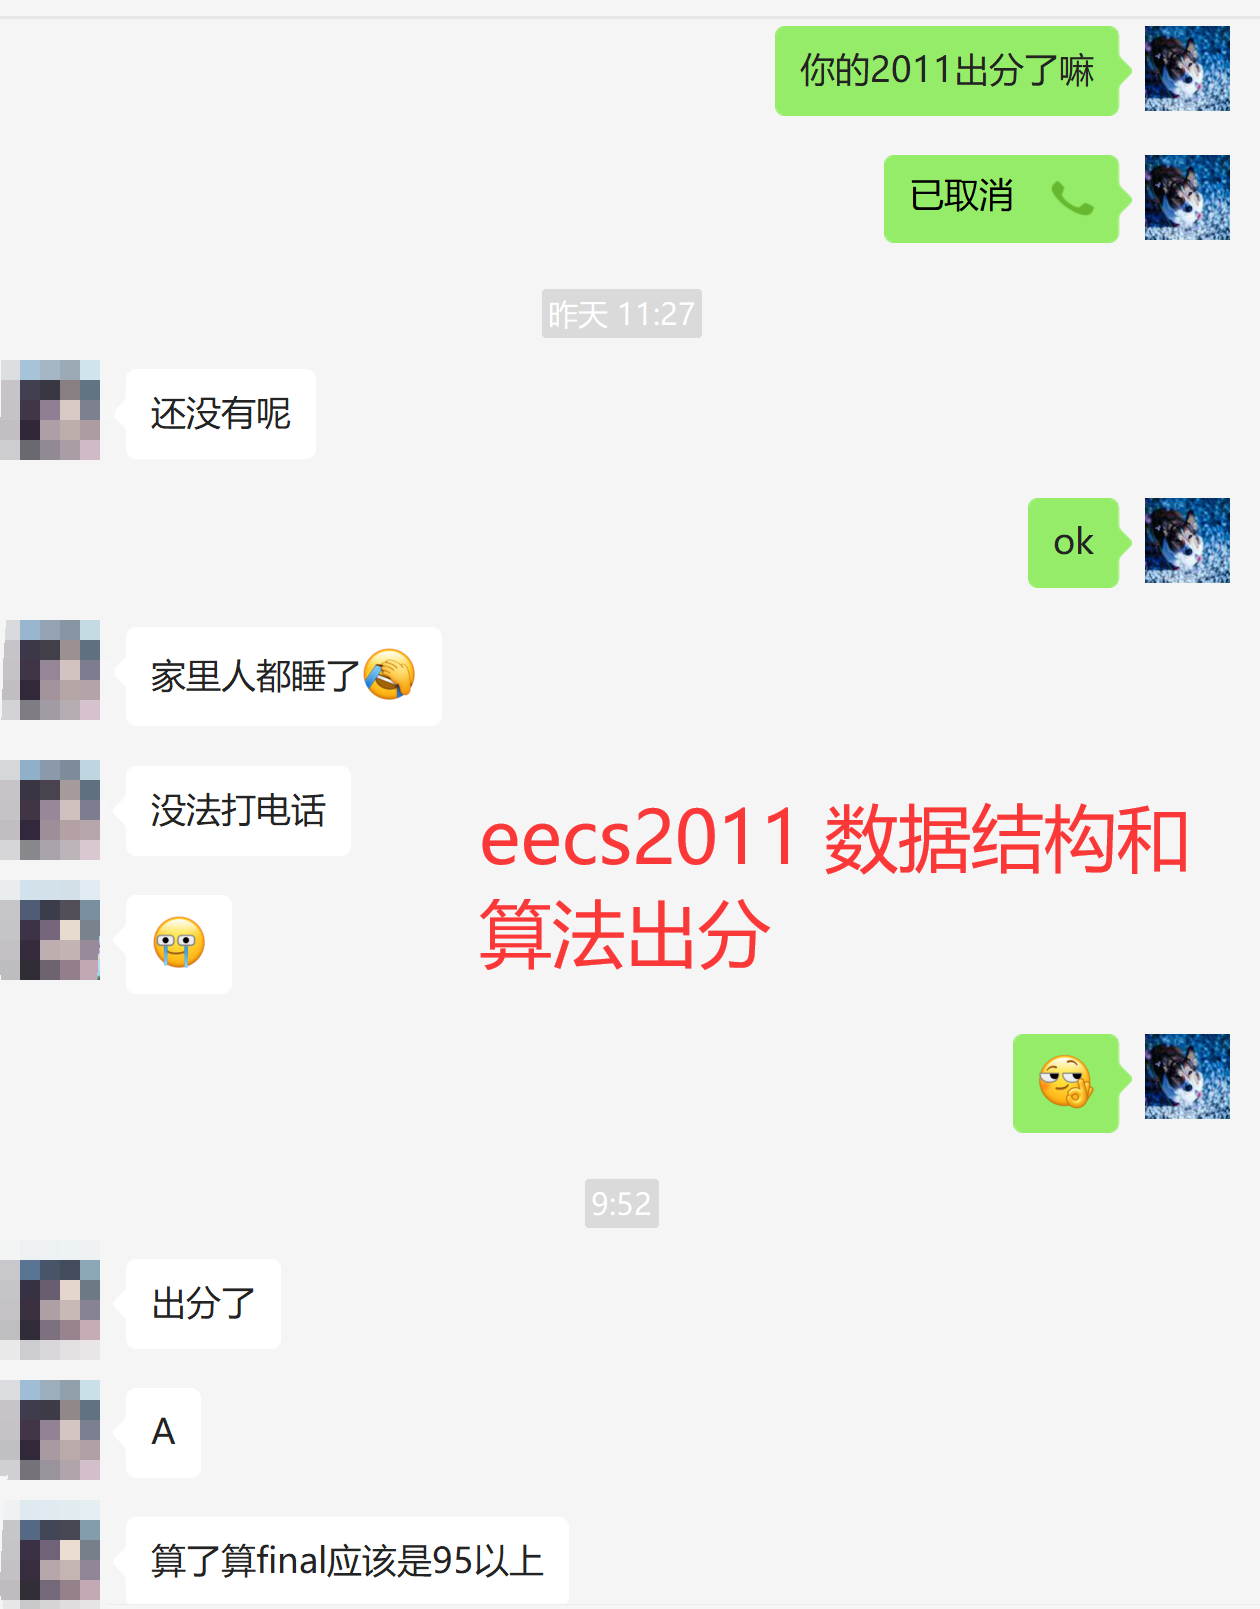 你的2011出分了嘛
已取消
昨天 11:27
还没有呢
ok
家里人都睡了
没法打电话
eecs2011 数据结构和
算法出分
9:52
出分了
A
算了算final应该是95以上